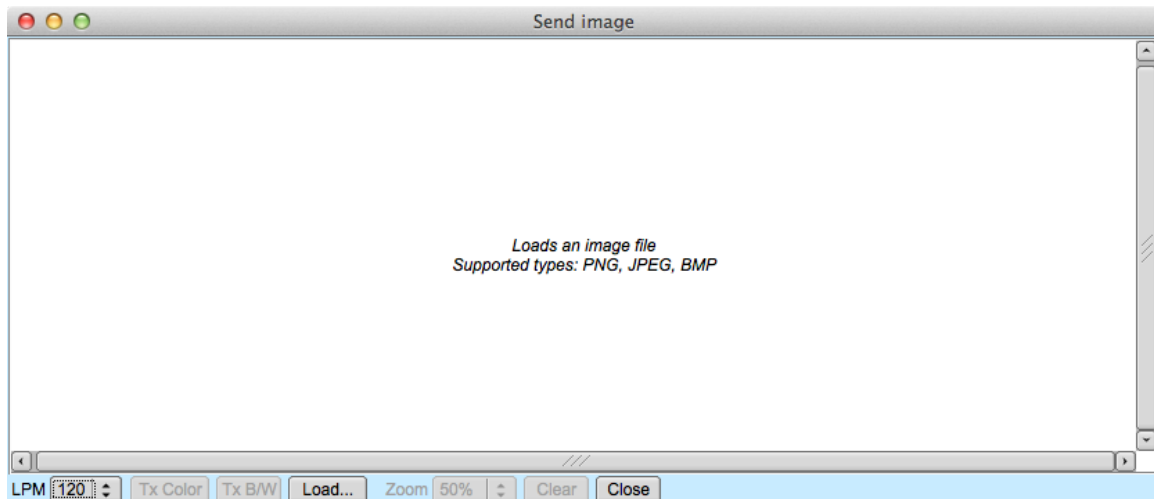 Send image
Loads an image file
Supported types: PNG, JPEG, BMP
LPM 120 Tx Color Tx B/W Load... Zoom 50% Clear Close